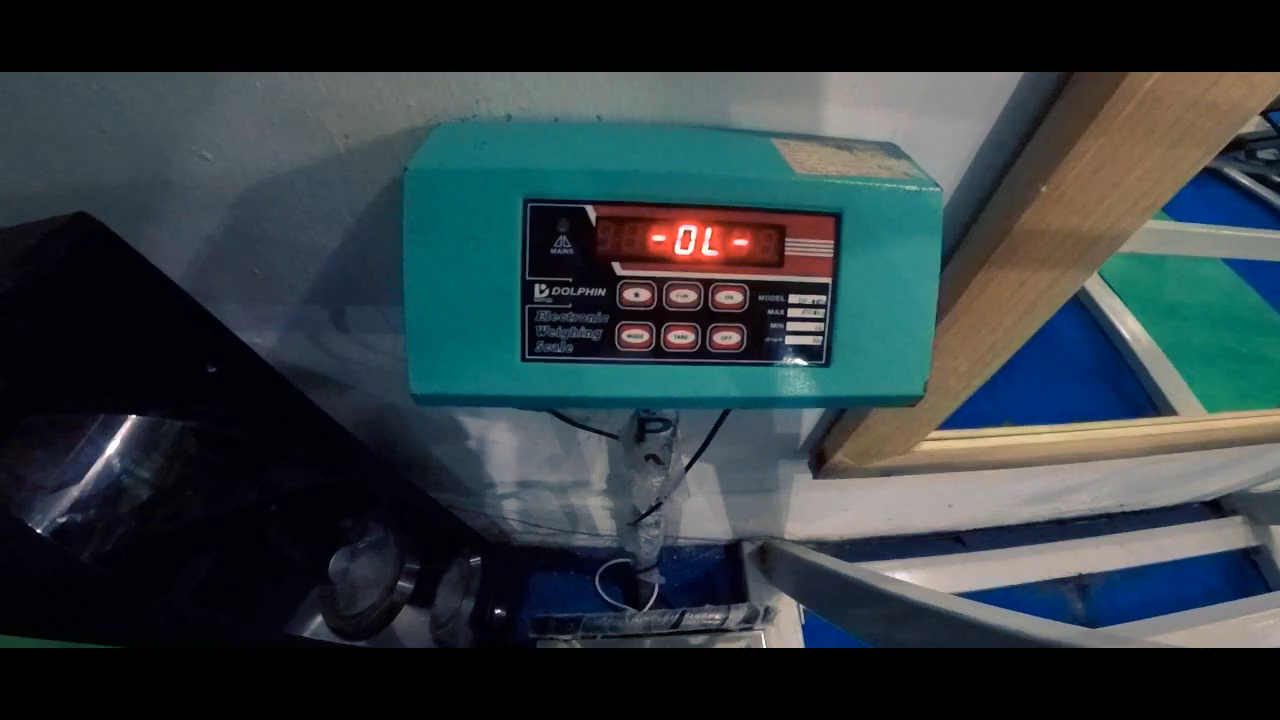 -OL-
MAINS
DOLPHIN
Electronic
Weighing
Scale
★ FUN ON
MODE TARE OFF
MODEL
MAX
MIN
P